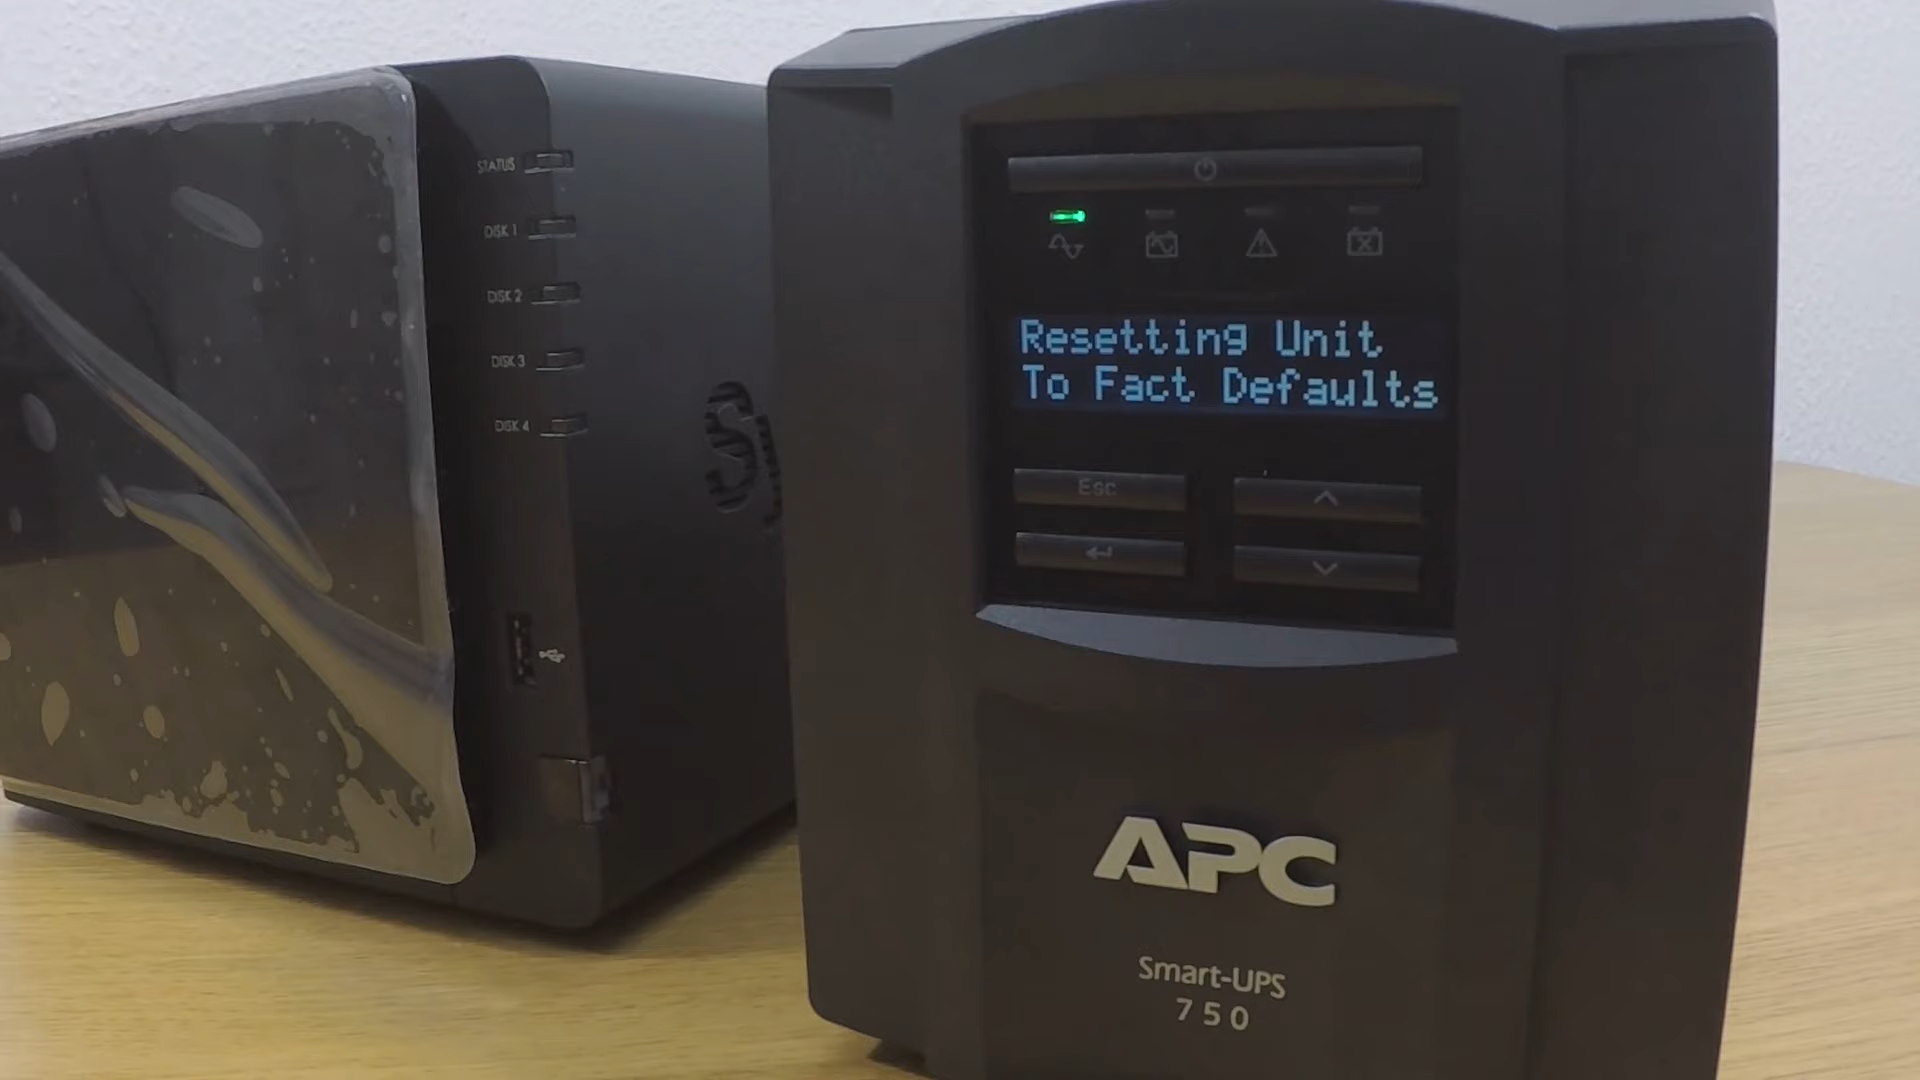 STATUS
DISK 1
DISK 2
DISK 3
DISK 4
Resetting Unit
To Fact Defaults
Esc
APC
Smart-UPS
750